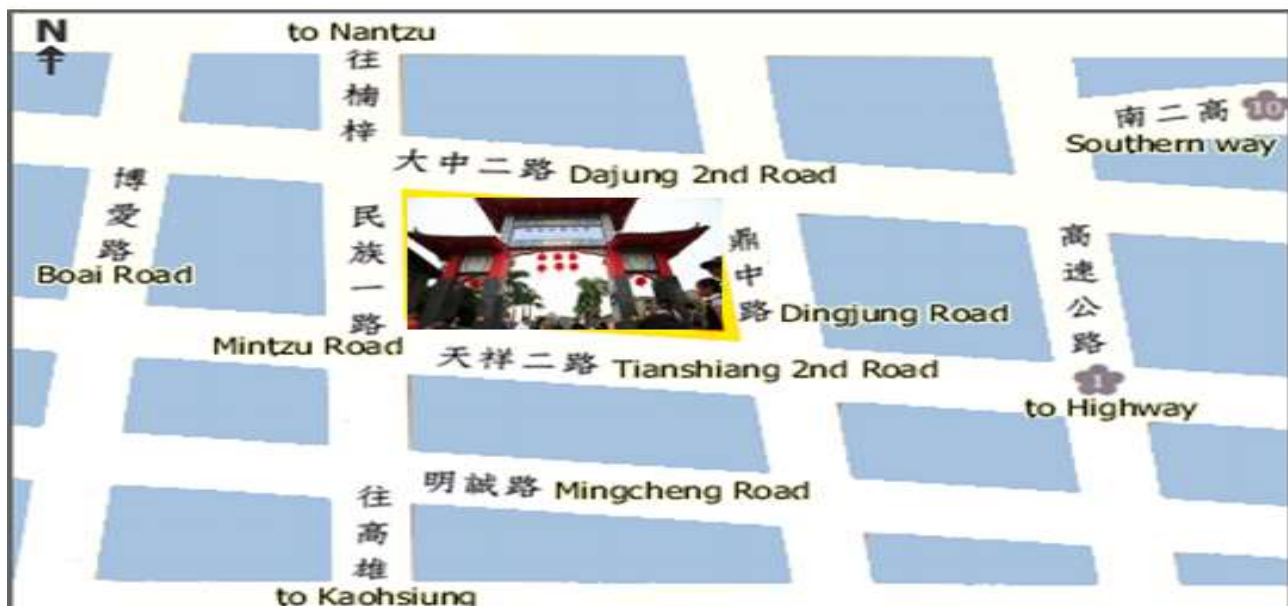 N
to Nantzu
往楠梓
南二高 10
Southern way
大中二路 Dajung 2nd Road
博愛路
Boai Road
民族一路
Mintzu Road
鼎中路
Dingjung Road
高速公路
1
to Highway
天祥二路 Tianshiang 2nd Road
明誠路 Mingcheng Road
往高雄
to Kaohsiung